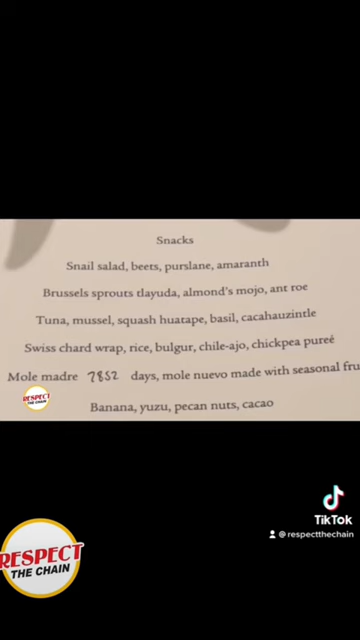 Snacks
Snail salad, beets, purslane, amaranth
Brussels sprouts tlayuda, almond's mojo, ant roe
Tuna, mussel, squash huatape, basil, cacahauzintle
Swiss chard wrap, rice, bulgur, chile-ajo, chickpea pureé
Mole madre 7852 days, mole nuevo made with seasonal fru
RESPECT
THE CHAIN
Banana, yuzu, pecan nuts, cacao
TikTok
@respectthechain
RESPECT
THE CHAIN